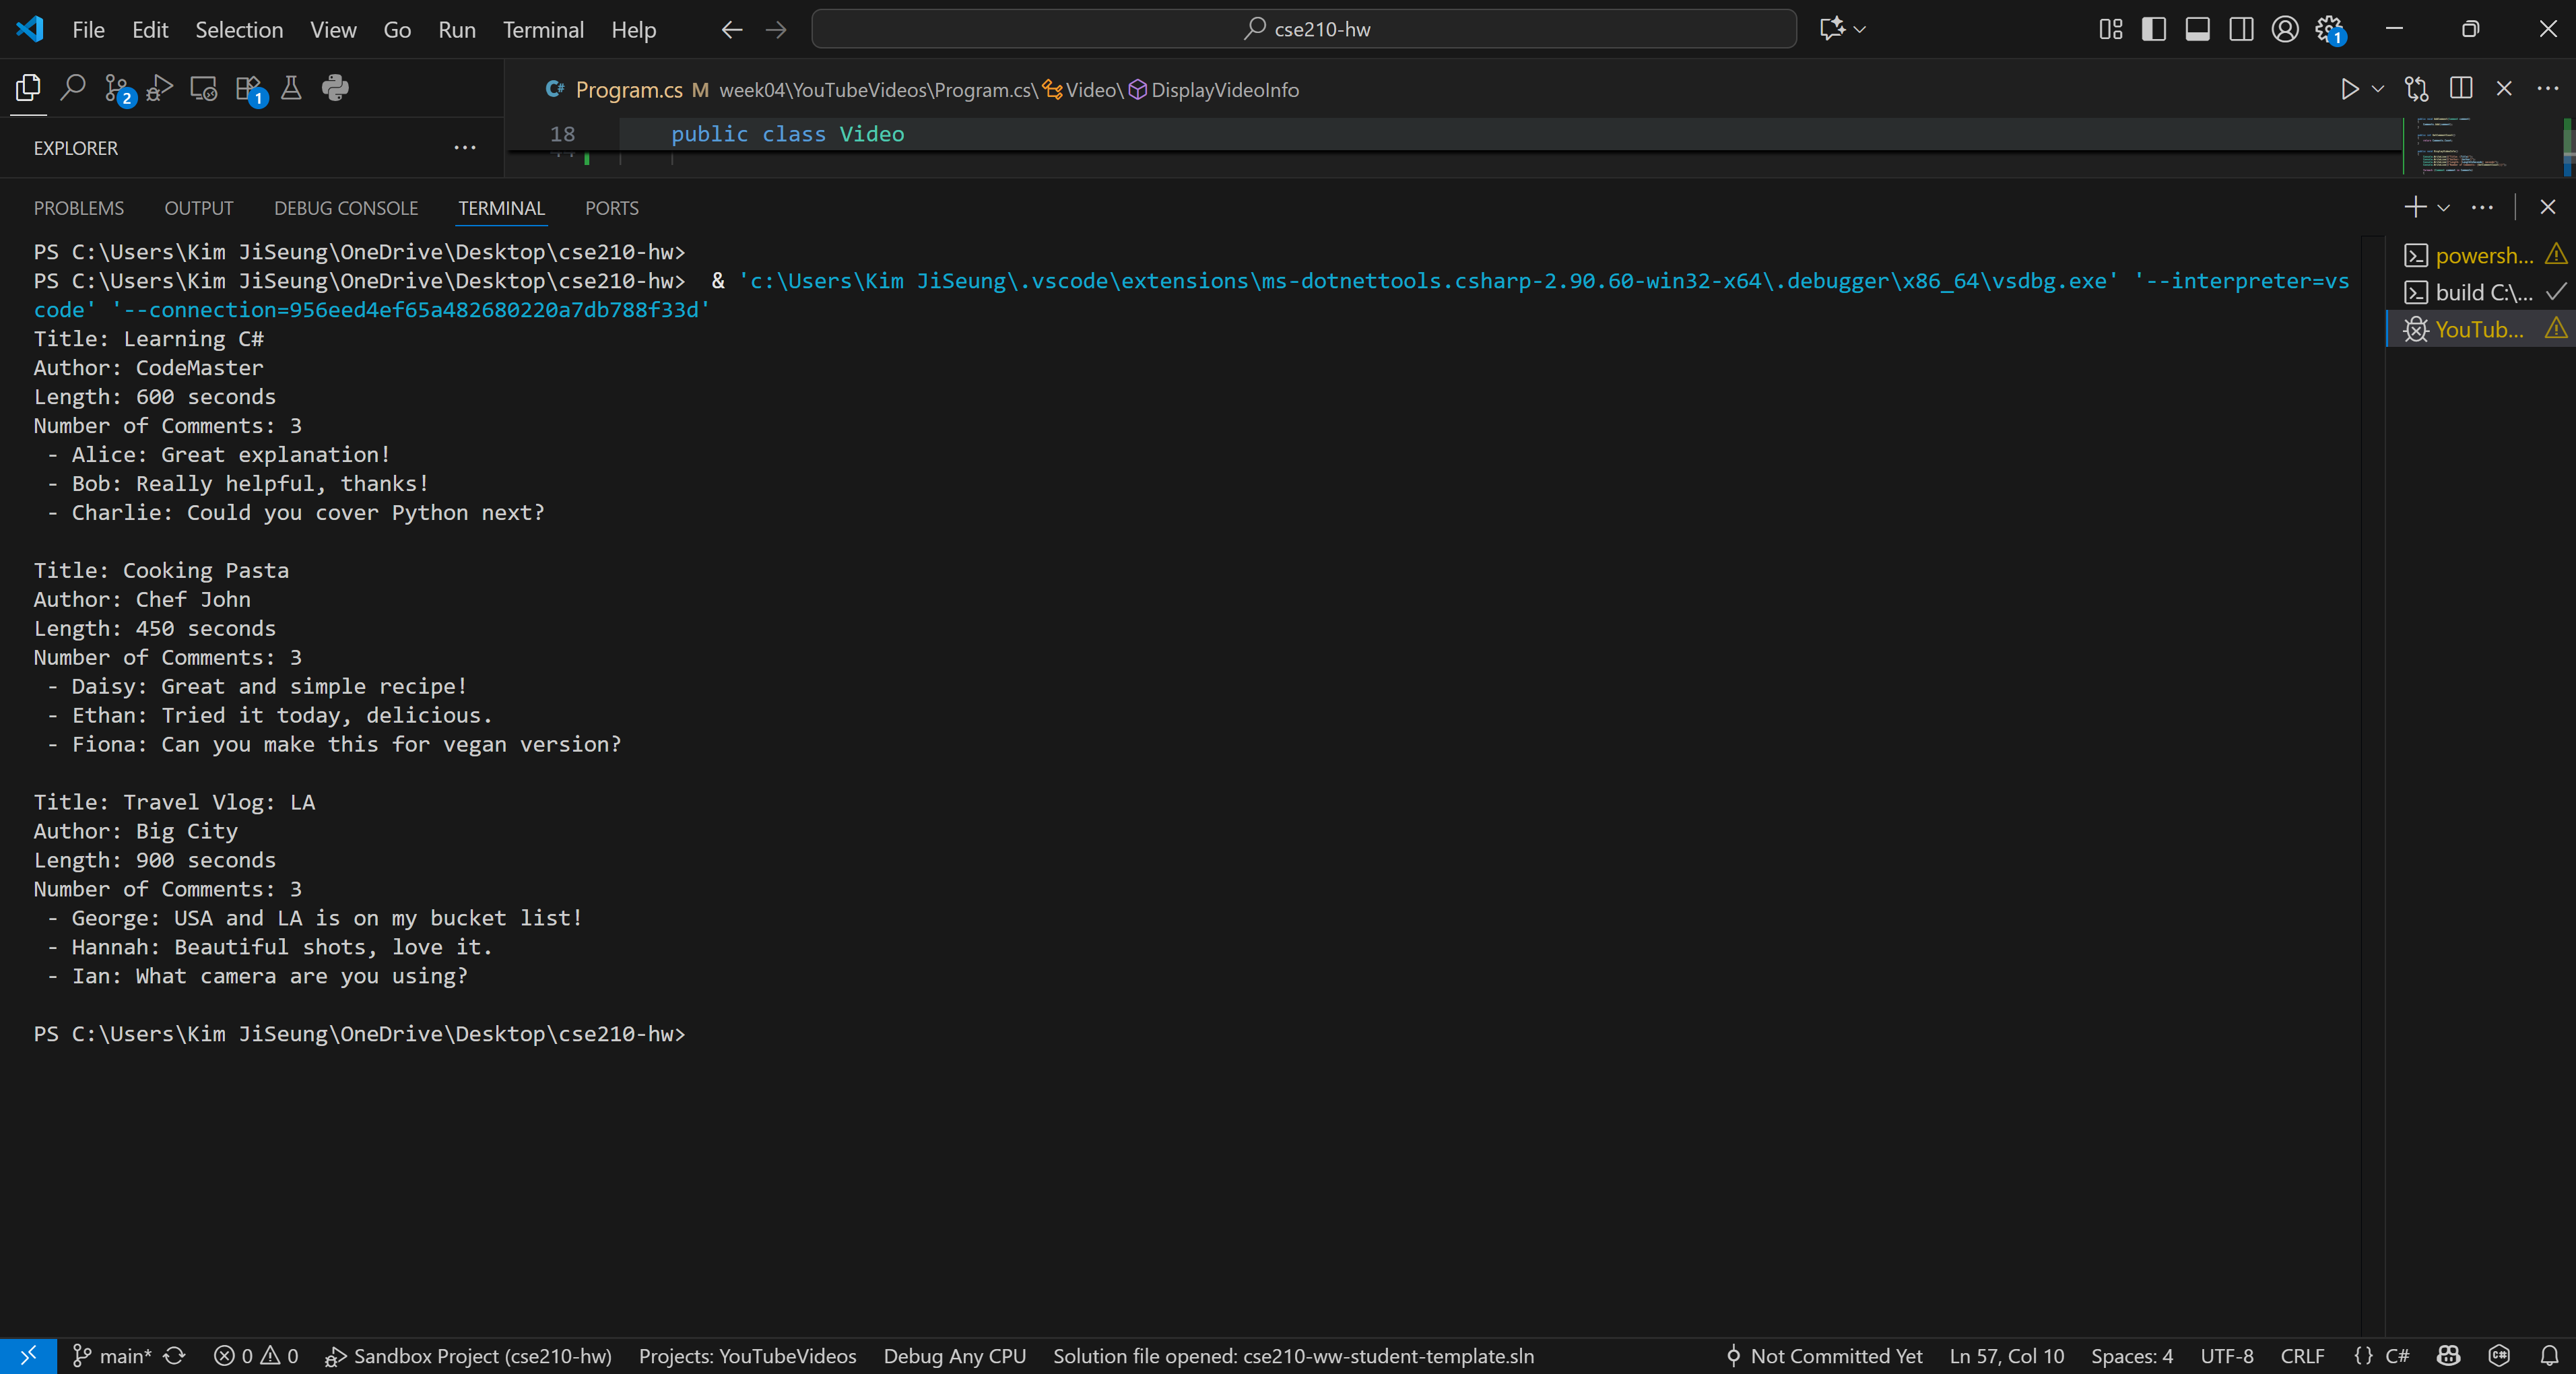 File Edit Selection View Go Run Terminal Help
cse210-hw
1
2
1
C# Program.cs M week04\YouTubeVideos\Program.cs\Video\DisplayVideoInfo
EXPLORER
18 public class Video
PROBLEMS OUTPUT DEBUG CONSOLE TERMINAL PORTS
PS C:\Users\Kim JiSeung\OneDrive\Desktop\cse210-hw>
PS C:\Users\Kim JiSeung\OneDrive\Desktop\cse210-hw>  & 'c:\Users\Kim JiSeung\.vscode\extensions\ms-dotnettools.csharp-2.90.60-win32-x64\.debugger\x86_64\vsdbg.exe' '--interpreter=vs
code' '--connection=956eed4ef65a482680220a7db788f33d'
Title: Learning C#
Author: CodeMaster
Length: 600 seconds
Number of Comments: 3
- Alice: Great explanation!
- Bob: Really helpful, thanks!
- Charlie: Could you cover Python next?
Title: Cooking Pasta
Author: Chef John
Length: 450 seconds
Number of Comments: 3
- Daisy: Great and simple recipe!
- Ethan: Tried it today, delicious.
- Fiona: Can you make this for vegan version?
Title: Travel Vlog: LA
Author: Big City
Length: 900 seconds
Number of Comments: 3
- George: USA and LA is on my bucket list!
- Hannah: Beautiful shots, love it.
- Ian: What camera are you using?
PS C:\Users\Kim JiSeung\OneDrive\Desktop\cse210-hw>
powersh...
build C:\...
YouTub...
main* 0 0 Sandbox Project (cse210-hw) Projects: YouTubeVideos Debug Any CPU Solution file opened: cse210-ww-student-template.sln Not Committed Yet Ln 57, Col 10 Spaces: 4 UTF-8 CRLF {} C#